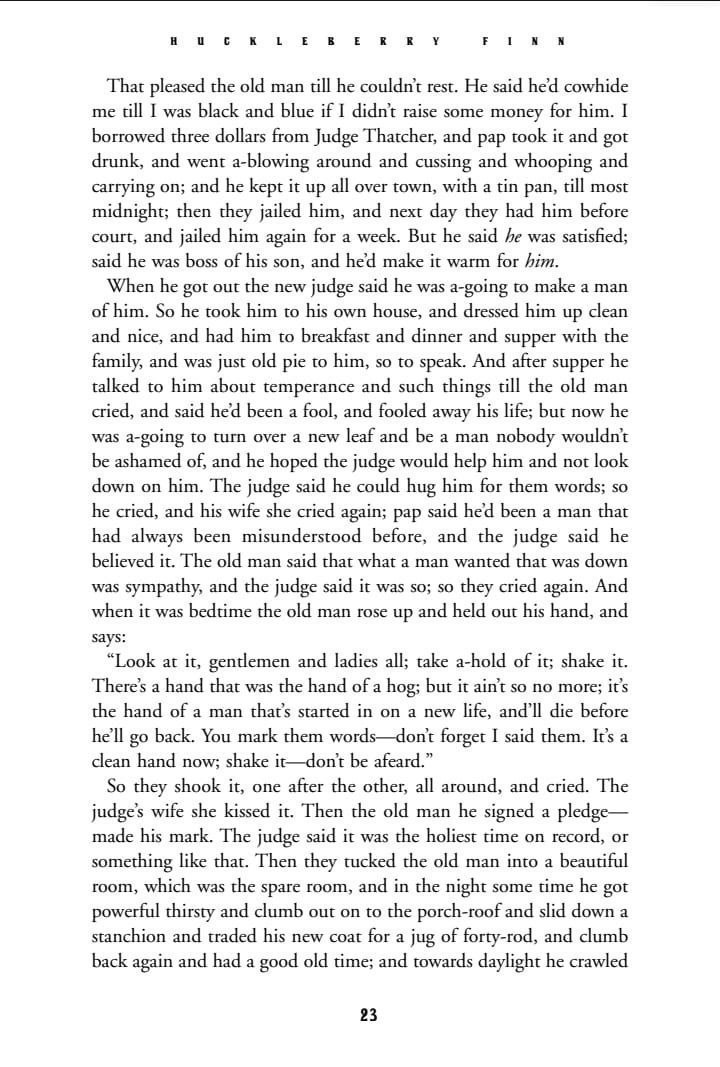 HUCKLEBERRY FINN
That pleased the old man till he couldn’t rest. He said he’d cowhide
me till I was black and blue if I didn’t raise some money for him. I
borrowed three dollars from Judge Thatcher, and pap took it and got
drunk, and went a-blowing around and cussing and whooping and
carrying on; and he kept it up all over town, with a tin pan, till most
midnight; then they jailed him, and next day they had him before
court, and jailed him again for a week. But he said he was satisfied;
said he was boss of his son, and he’d make it warm for him.
When he got out the new judge said he was a-going to make a man
of him. So he took him to his own house, and dressed him up clean
and nice, and had him to breakfast and dinner and supper with the
family, and was just old pie to him, so to speak. And after supper he
talked to him about temperance and such things till the old man
cried, and said he’d been a fool, and fooled away his life; but now he
was a-going to turn over a new leaf and be a man nobody wouldn’t
be ashamed of, and he hoped the judge would help him and not look
down on him. The judge said he could hug him for them words; so
he cried, and his wife she cried again; pap said he’d been a man that
had always been misunderstood before, and the judge said he
believed it. The old man said that what a man wanted that was down
was sympathy, and the judge said it was so; so they cried again. And
when it was bedtime the old man rose up and held out his hand, and
says:
“Look at it, gentlemen and ladies all; take a-hold of it; shake it.
There’s a hand that was the hand of a hog; but it ain’t so no more; it’s
the hand of a man that’s started in on a new life, and’ll die before
he’ll go back. You mark them words—don’t forget I said them. It’s a
clean hand now; shake it—don’t be afeard.”
So they shook it, one after the other, all around, and cried. The
judge’s wife she kissed it. Then the old man he signed a pledge—
made his mark. The judge said it was the holiest time on record, or
something like that. Then they tucked the old man into a beautiful
room, which was the spare room, and in the night some time he got
powerful thirsty and clumb out on to the porch-roof and slid down a
stanchion and traded his new coat for a jug of forty-rod, and clumb
back again and had a good old time; and towards daylight he crawled
23